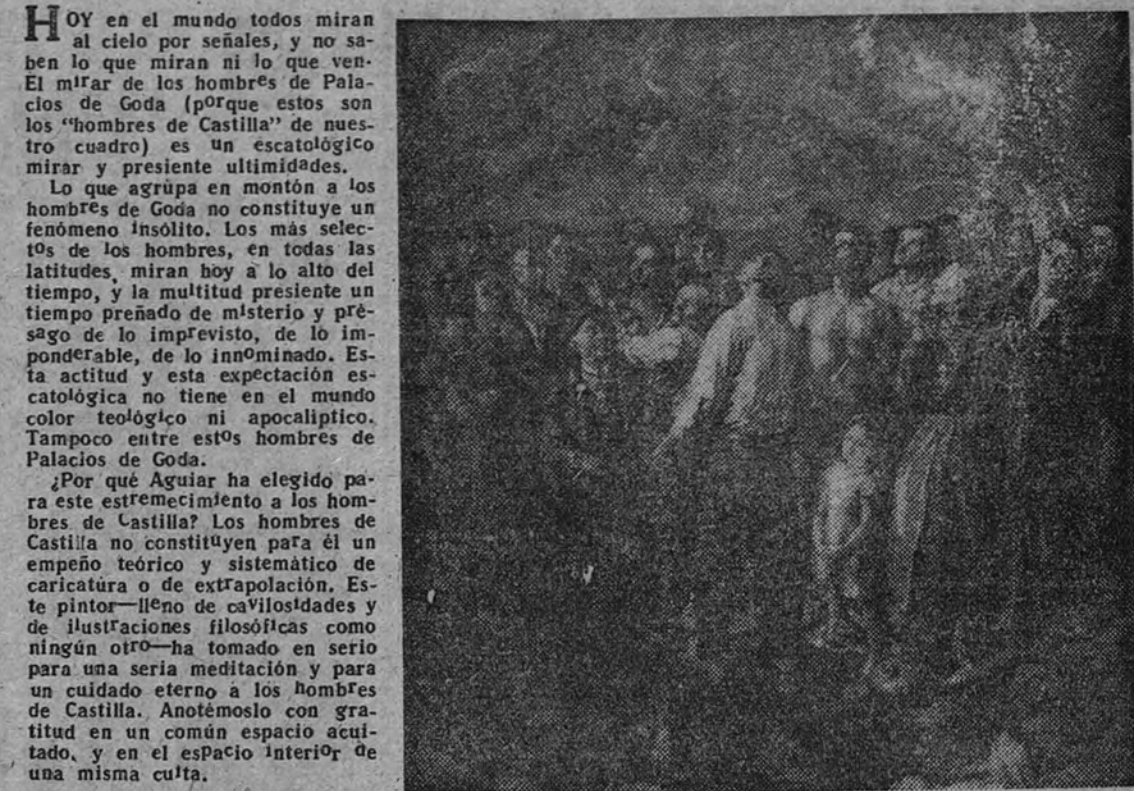 HOY en el mundo todos miran
al cielo por señales, y no sa-
ben lo que miran ni lo que ven.
El mirar de los hombres de Pala-
cios de Goda (porque estos son
los "hombres de Castilla" de nues-
tro cuadro) es un escatológico
mirar y presiente ultimidades.
Lo que agrúpa en montón a los
hombres de Goda no constituye un
fenómeno insólito. Los más selec-
tos de los hombres, en todas las
latitudes, miran hoy a lo alto del
tiempo, y la multitud presiente un
tiempo preñado de misterio y pré-
sago de lo imprevisto, de lo im-
ponderable, de lo innominado. Es-
ta actitud y esta expectación es-
catológica no tiene en el mundo
color teológico ni apocaliptico.
Tampoco entre estos hombres de
Palacios de Goda.
¿Por qué Aguiar ha elegido pa-
ra este estremecimiento a los hom-
bres de Castilla? Los hombres de
Castilla no constituyen para él un
empeño teórico y sistemático de
caricatúra o de extrapolación. Es-
te pintor—lleno de cavilosidades y
de ilustraciones filosóficas como
ningún otro—ha tomado en serio
para una seria meditación y para
un cuidado eterno a los hombres
de Castilla. Anotémoslo con gra-
titud en un común espacio acui-
tado, y en el espacio interior de
una misma cuita.